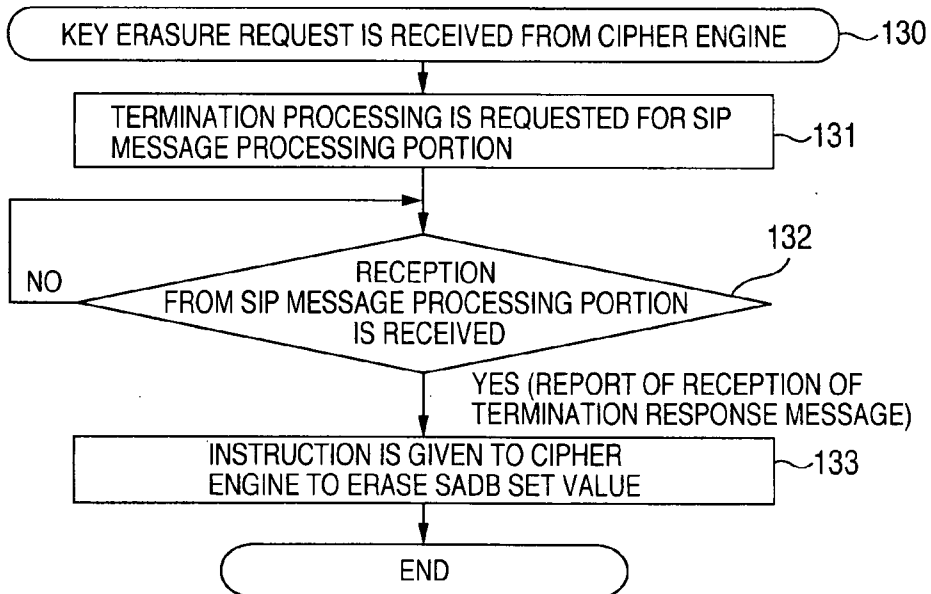 KEY ERASURE REQUEST IS RECEIVED FROM CIPHER ENGINE
130
TERMINATION PROCESSING IS REQUESTED FOR SIP
MESSAGE PROCESSING PORTION
131
132
NO
RECEPTION
FROM SIP MESSAGE PROCESSING PORTION
IS RECEIVED
YES (REPORT OF RECEPTION OF
TERMINATION RESPONSE MESSAGE)
INSTRUCTION IS GIVEN TO CIPHER
ENGINE TO ERASE SADB SET VALUE
133
END